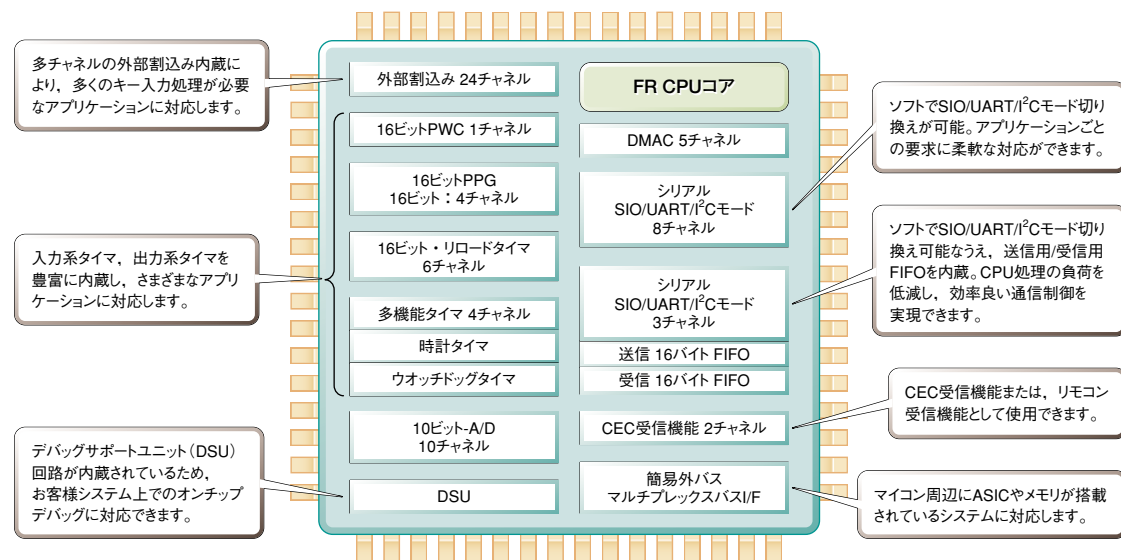 多チャネルの外部割込み内蔵に
より，多くのキー入力処理が必要
なアプリケーションに対応します。
入力系タイマ，出力系タイマを
豊富に内蔵し，さまざまなアプリ
ケーションに対応します。
デバッグサポートユニット（DSU）
回路が内蔵されているため，
お客様システム上でのオンチップ
デバッグに対応できます。
外部割込み 24チャネル
16ビットPWC 1チャネル
16ビットPPG
16ビット：4チャネル
16ビット・リロードタイマ
6チャネル
多機能タイマ 4チャネル
時計タイマ
ウオッチドッグタイマ
10ビット-A/D
10チャネル
DSU
FR CPUコア
DMAC 5チャネル
シリアル
SIO/UART/I²Cモード
8チャネル
シリアル
SIO/UART/I²Cモード
3チャネル
送信 16バイト FIFO
受信 16バイト FIFO
CEC受信機能 2チャネル
簡易外バス
マルチプレックスバスI/F
ソフトでSIO/UART/I²Cモード切り
換えが可能。アプリケーションごと
の要求に柔軟な対応ができます。
ソフトでSIO/UART/I²Cモード切り
換え可能なうえ，送信用/受信用
FIFOを内蔵。CPU処理の負荷を
低減し，効率良い通信制御を
実現できます。
CEC受信機能または，リモコン
受信機能として使用できます。
マイコン周辺にASICやメモリが搭載
されているシステムに対応します。